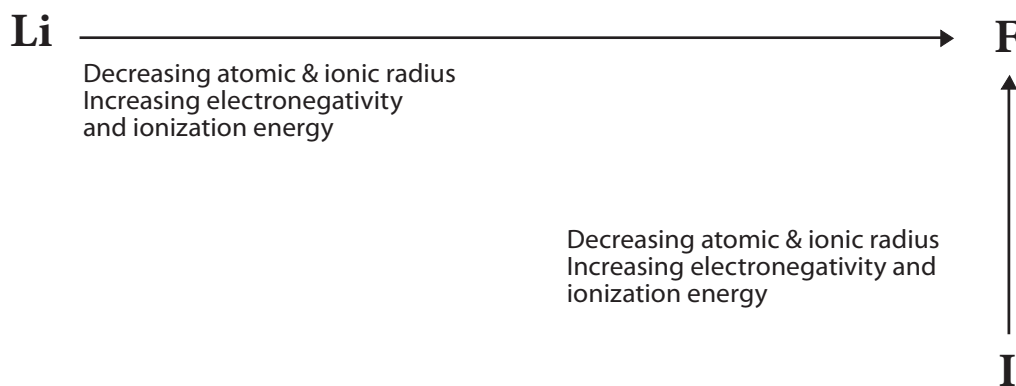 Li F
Decreasing atomic & ionic radius
Increasing electronegativity
and ionization energy
Decreasing atomic & ionic radius
Increasing electronegativity and
ionization energy
I